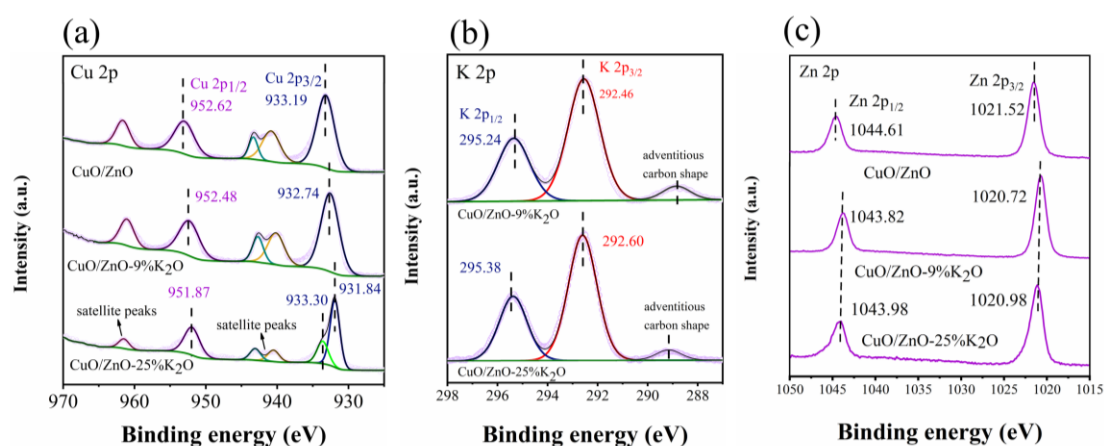 (a)
Cu 2p
Cu 2p1/2
952.62
Cu 2p3/2
933.19
CuO/ZnO
952.48
932.74
CuO/ZnO-9%K2O
951.87
933.30
931.84
satellite peaks
satellite peaks
CuO/ZnO-25%K2O
970
960
950
940
930
Binding energy (eV)
Intensity (a.u.)
(b)
K 2p
K 2p3/2
292.46
K 2p1/2
295.24
adventitious
carbon shape
CuO/ZnO-9%K2O
292.60
295.38
adventitious
carbon shape
CuO/ZnO-25%K2O
298
296
294
292
290
288
Binding energy (eV)
Intensity (a.u.)
(c)
Zn 2p
Zn 2p3/2
1021.52
Zn 2p1/2
1044.61
CuO/ZnO
1020.72
1043.82
CuO/ZnO-9%K2O
1043.98
1020.98
CuO/ZnO-25%K2O
1050
1045
1040
1035
1030
1025
1020
1015
Binding energy (eV)
Intensity (a.u.)